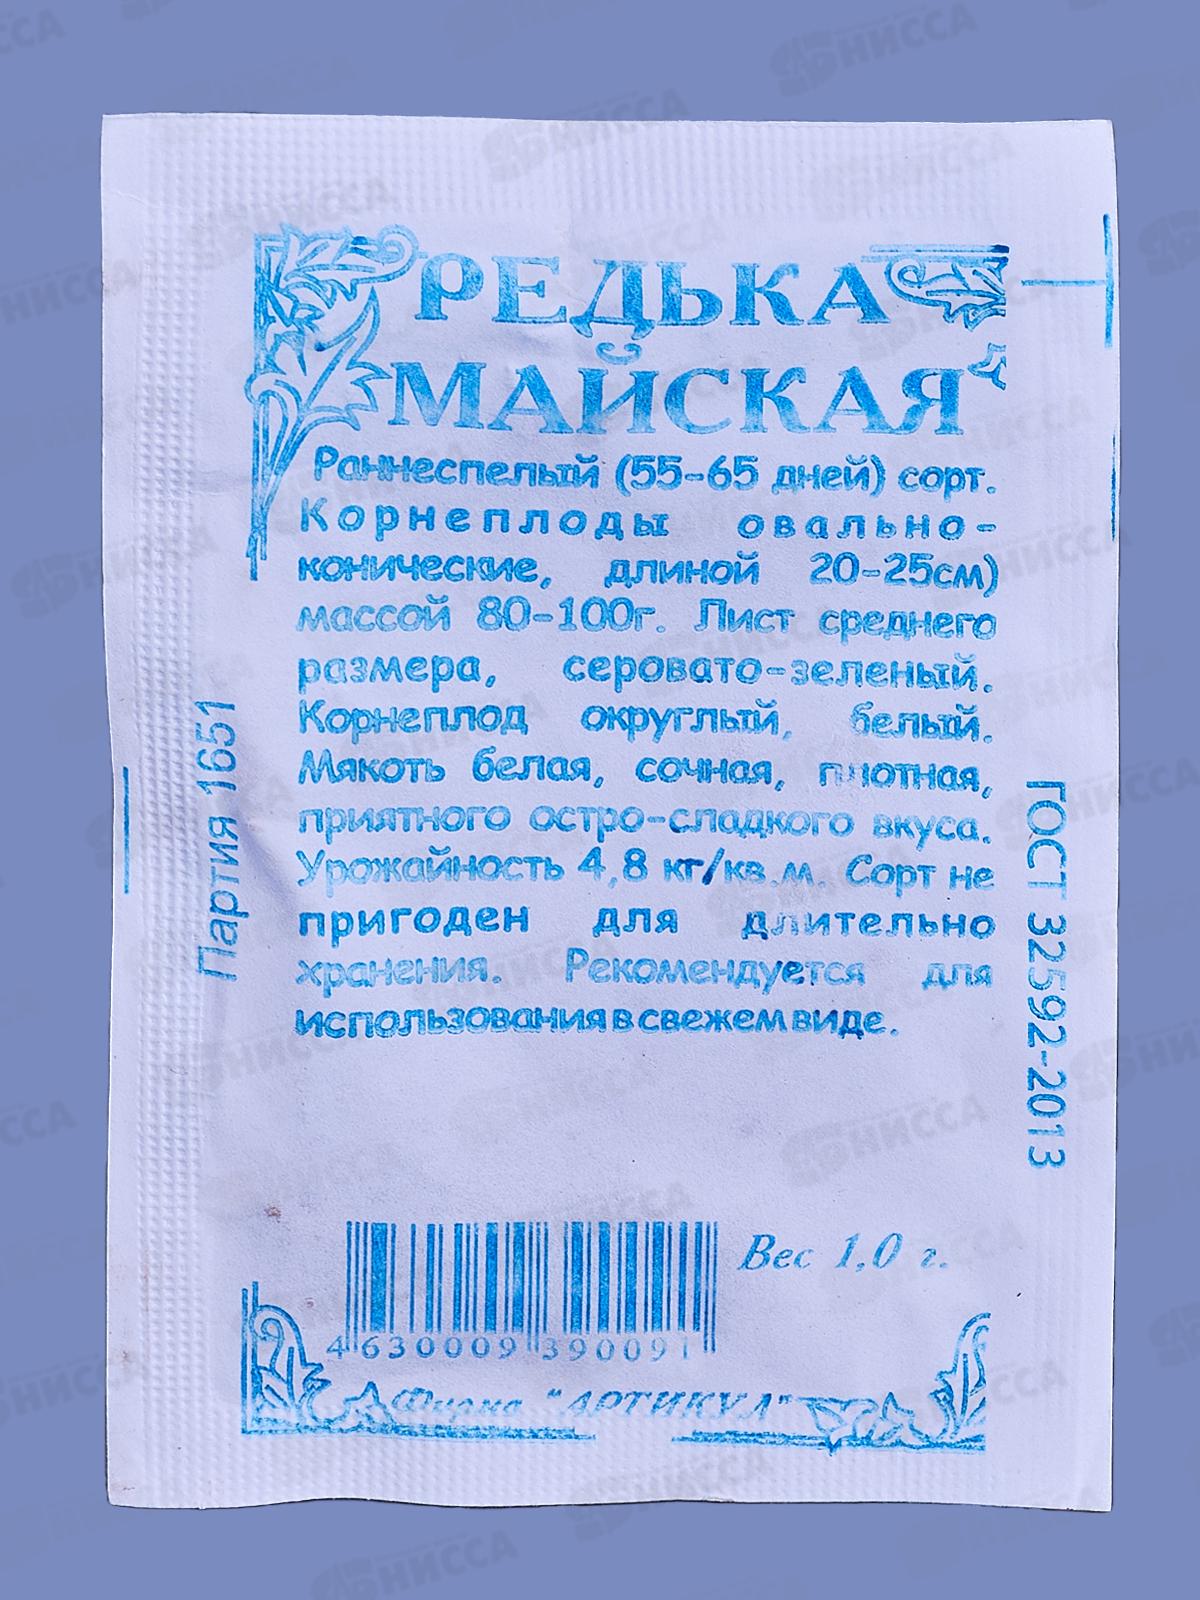 РЕДЬКА
МАЙСКАЯ
Раннеспелый (55-65 дней) сорт.
Корнеплоды овально-
конические, длиной 20-25см)
массой 80-100г. Лист среднего
размера, серовато-зеленый.
Корнеплод округлый, белый.
Мякоть белая, сочная, плотная,
приятного остро-сладкого вкуса.
Урожайность 4,8 кг/кв.м. Сорт не
пригоден для длительно
хранения. Рекомендуется для
использования в свежем виде.
Партия 1651
ГОСТ 32592-2013
Вес 1,0 г.
4 630009 390091
Фирма "АРТИКУЛ"
НИССА